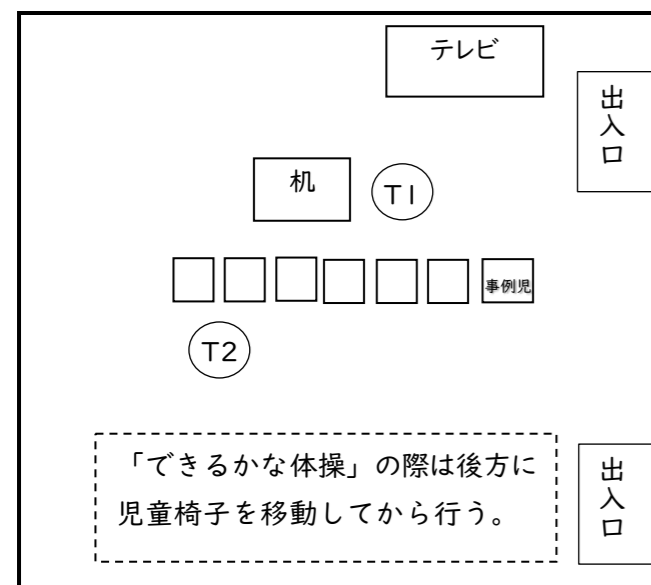 テレビ
出入口
机
T1
事例児
T2
「できるかな体操」の際は後方に
児童椅子を移動してから行う。
出入口